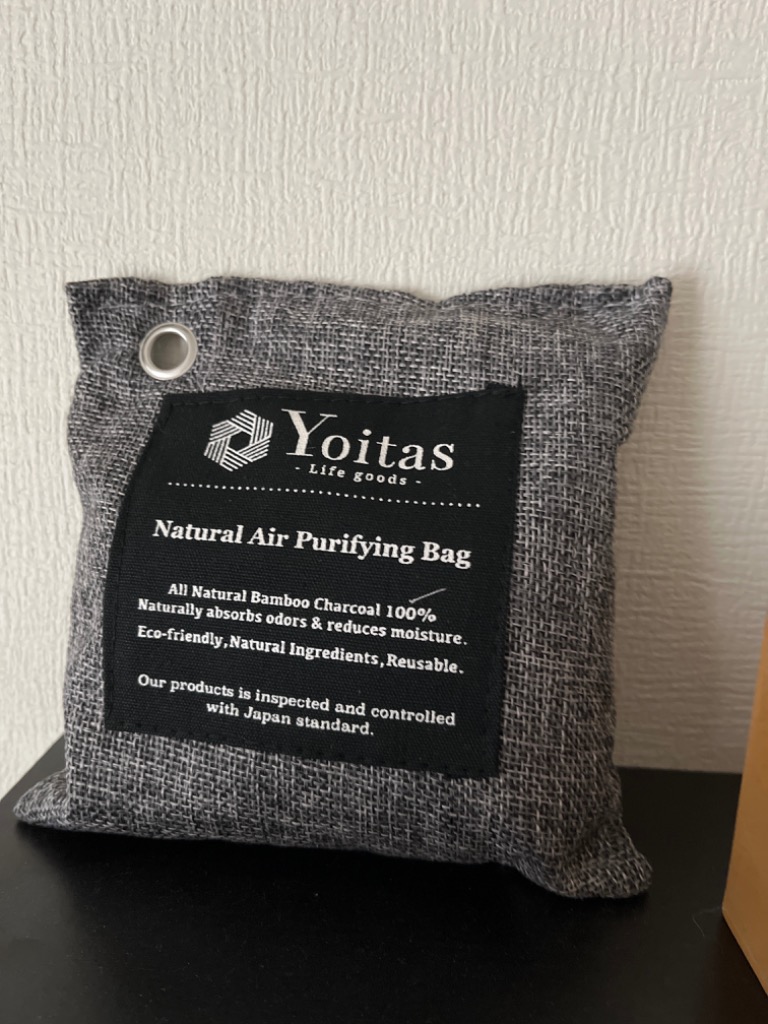 Yoitas
- Life goods -
Natural Air Purifying Bag
All Natural Bamboo Charcoal 100%
Naturally absorbs odors & reduces moisture.
Eco-friendly,Natural Ingredients,Reusable.
Our products is inspected and controlled
with Japan standard.